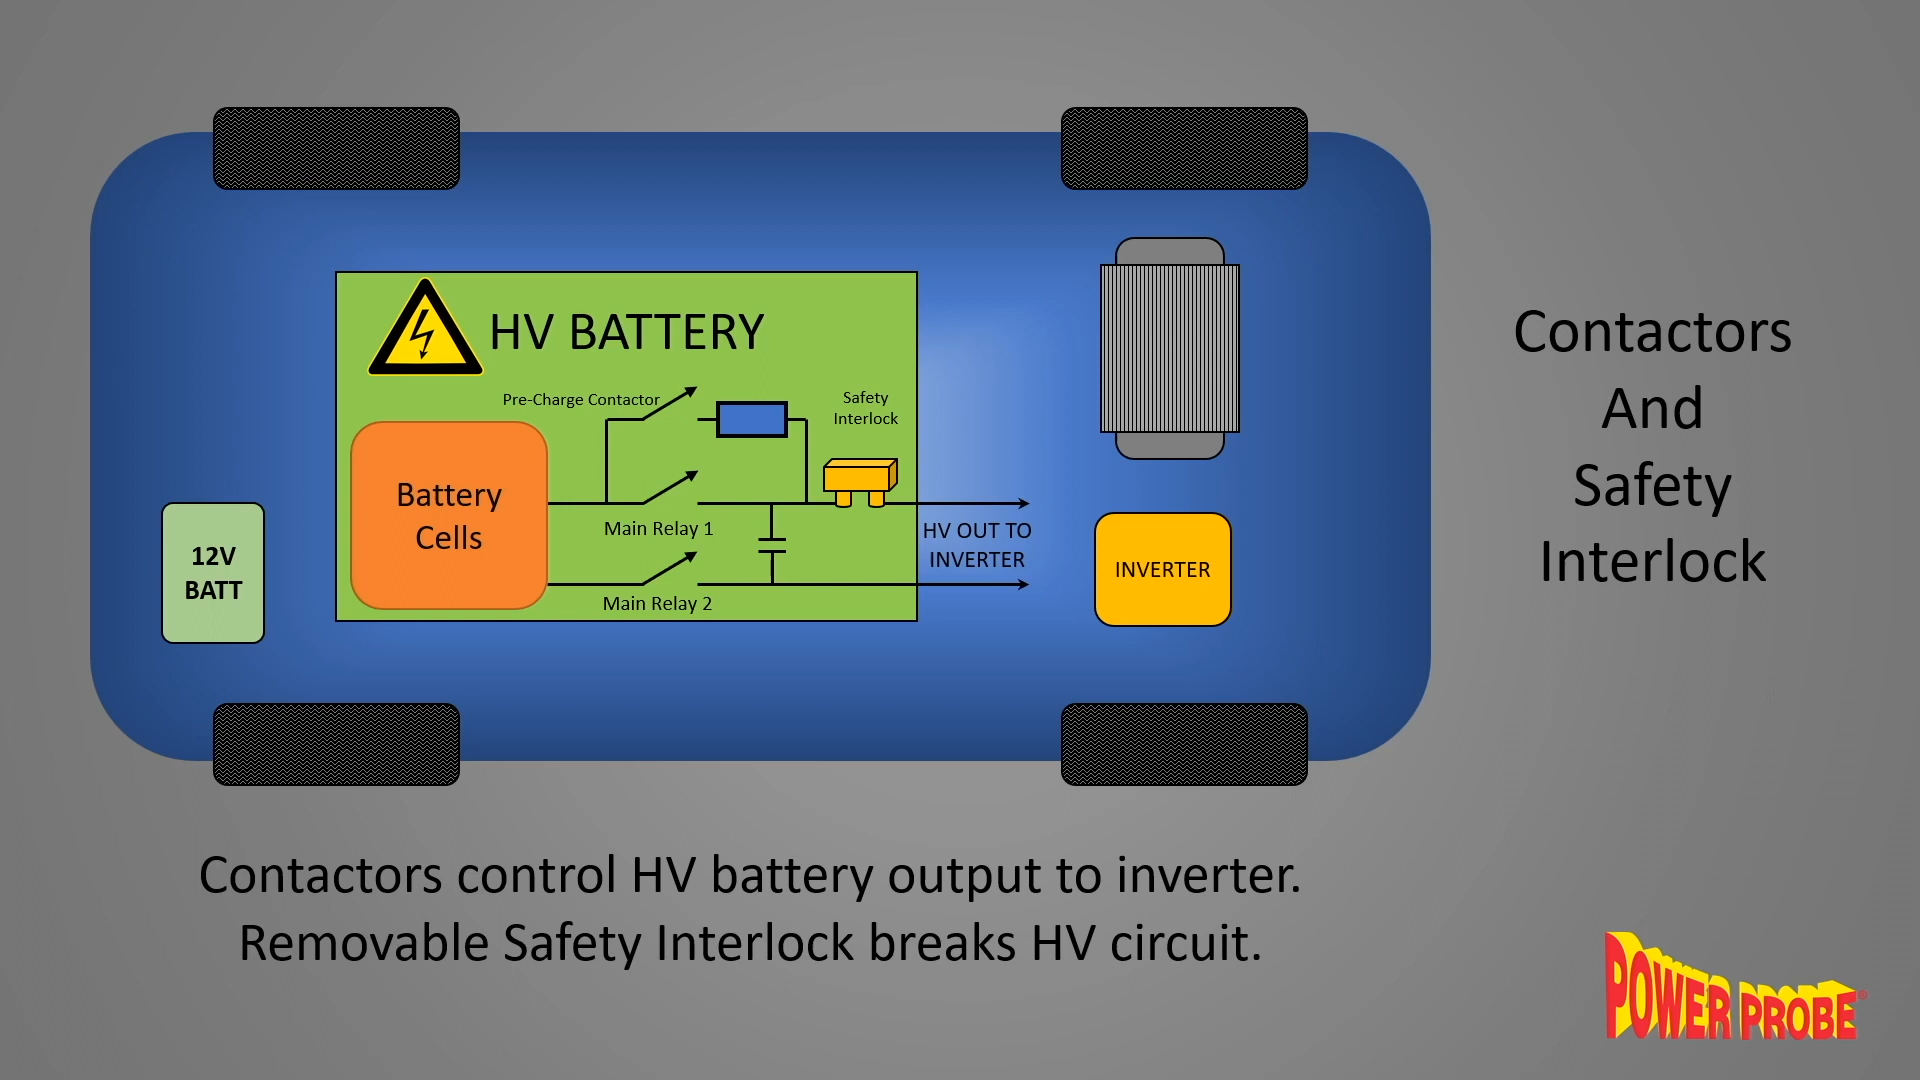 HV BATTERY
Pre-Charge Contactor
Safety
Interlock
Battery
Cells
Main Relay 1
Main Relay 2
12V
BATT
HV OUT TO
INVERTER
INVERTER
Contactors
And
Safety
Interlock
Contactors control HV battery output to inverter.
Removable Safety Interlock breaks HV circuit.
POWER PROBE®